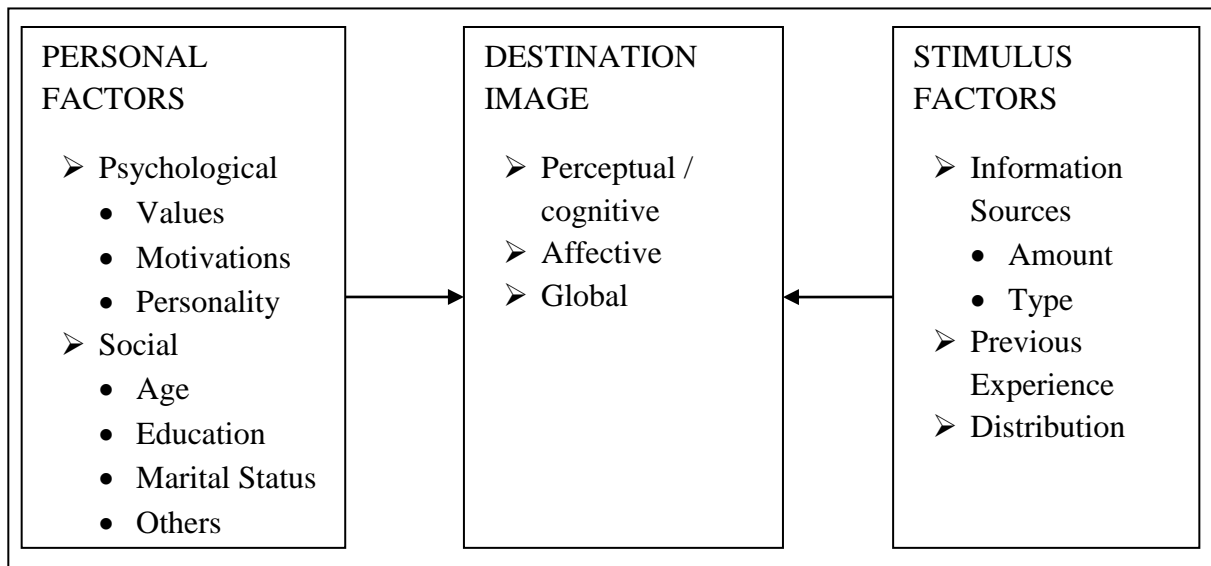 PERSONAL
FACTORS
➢ Psychological
• Values
• Motivations
• Personality
➢ Social
• Age
• Education
• Marital Status
• Others
DESTINATION
IMAGE
➢ Perceptual /
cognitive
➢ Affective
➢ Global
STIMULUS
FACTORS
➢ Information
Sources
• Amount
• Type
➢ Previous
Experience
➢ Distribution